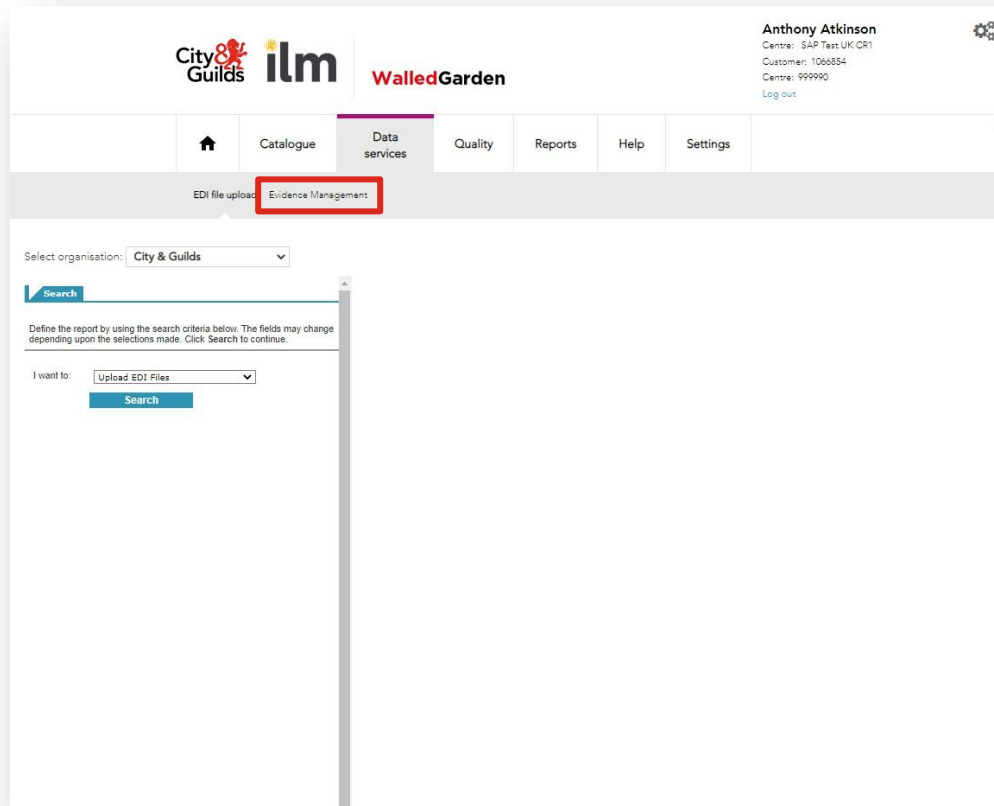 City & Guilds
ilm
WalledGarden
Anthony Atkinson
Centre: SAP Test UK CR1
Customer: 1066854
Centre: 999990
Log out
Catalogue
Data services
Quality
Reports
Help
Settings
EDI file upload
Evidence Management
Select organisation: City & Guilds
Search
Define the report by using the search criteria below. The fields may change
depending upon the selections made. Click Search to continue.
I want to: Upload EDI Files
Search